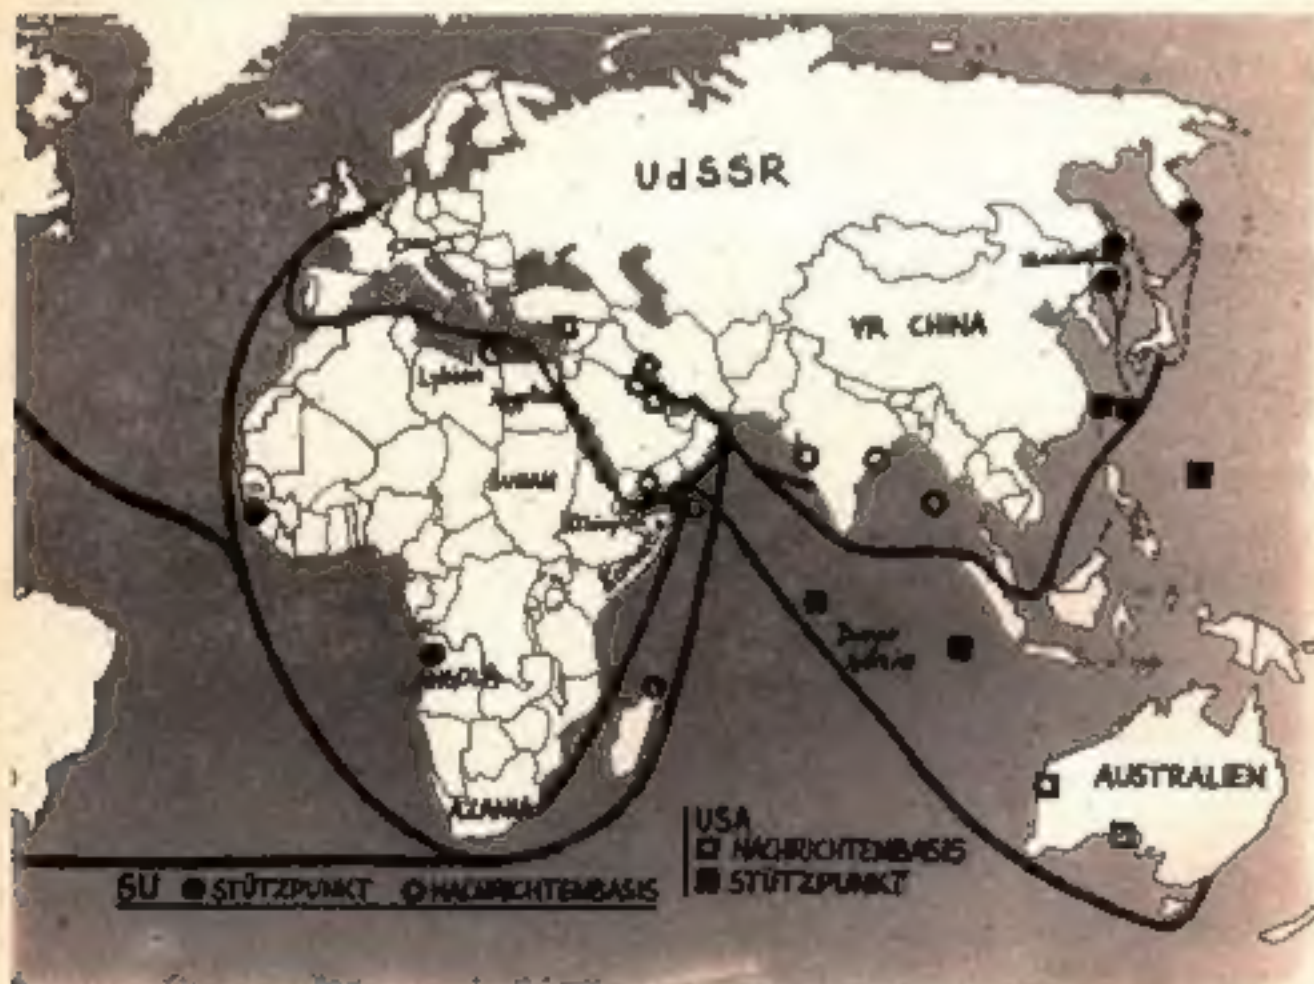 UdSSR
VR CHINA
Lybien
SUDAN
ANGOLA
AZANIA
AUSTRALIEN
USA
NACHRICHTENBASIS
STÜTZPUNKT
SU STÜTZPUNKT NACHRICHTENBASIS